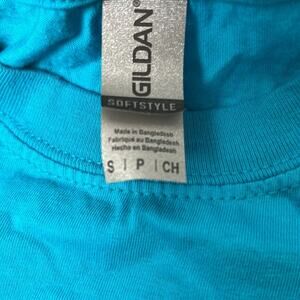 GILDAN®
SOFTSTYLE
Made in Bangladesh
Fabriqué au Bangladesh
Hecho en Bangladesh
S | P | CH